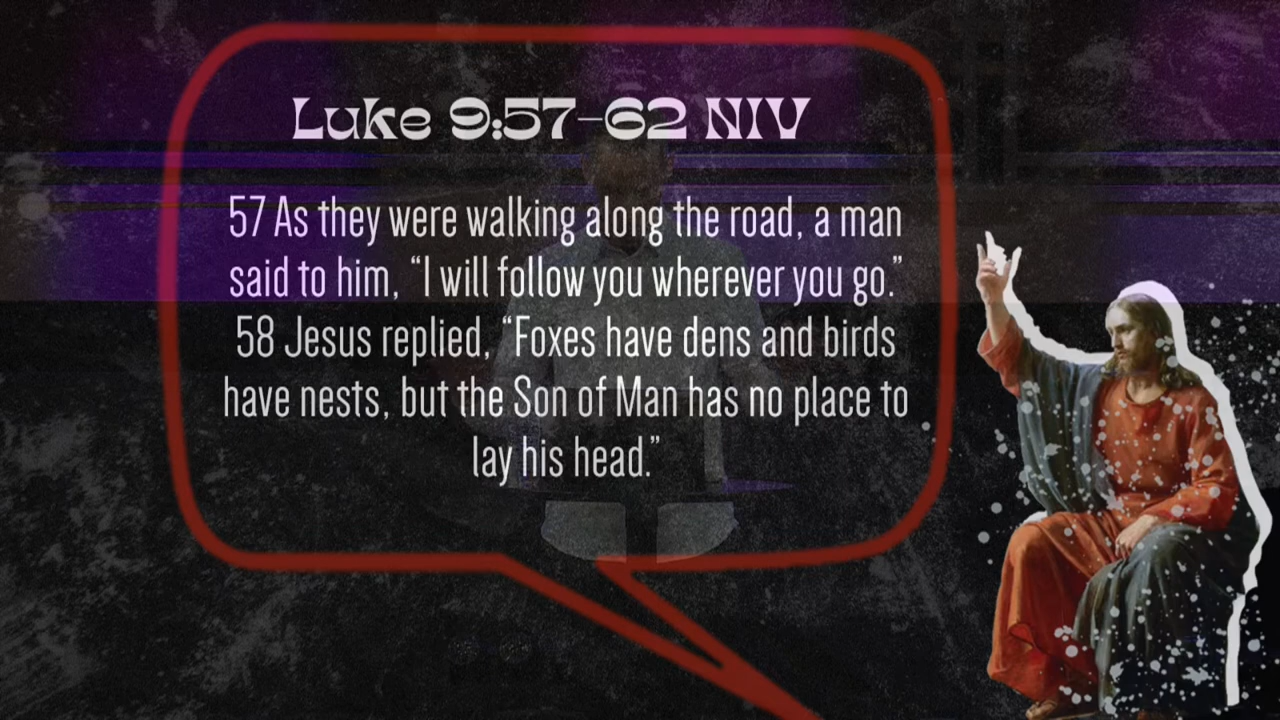 Luke 9:57–62 NIV
57 As they were walking along the road, a man
said to him, “I will follow you wherever you go.”
58 Jesus replied, “Foxes have dens and birds
have nests, but the Son of Man has no place to
lay his head.”